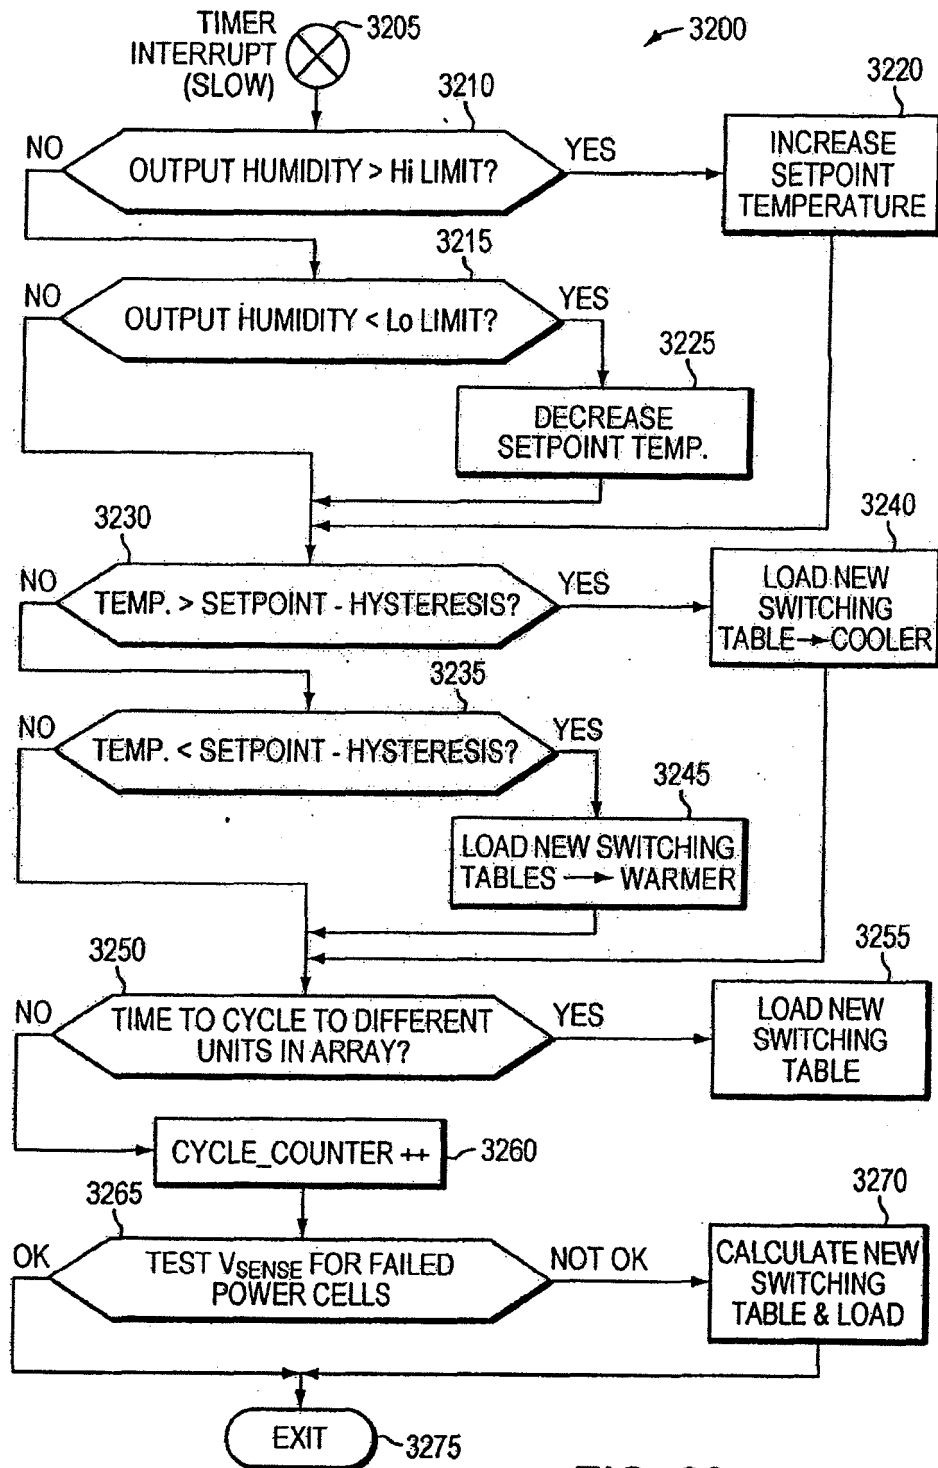 TIMER
INTERRUPT
(SLOW)
3205
3200
3210
3220
NO
OUTPUT HUMIDITY > Hi LIMIT?
YES
INCREASE
SETPOINT
TEMPERATURE
3215
NO
OUTPUT HUMIDITY < Lo LIMIT?
YES
3225
DECREASE
SETPOINT TEMP.
3230
3240
NO
TEMP. > SETPOINT - HYSTERESIS?
YES
LOAD NEW
SWITCHING
TABLE → COOLER
3235
NO
TEMP. < SETPOINT - HYSTERESIS?
YES
3245
LOAD NEW SWITCHING
TABLES → WARMER
3250
3255
NO
TIME TO CYCLE TO DIFFERENT
UNITS IN ARRAY?
YES
LOAD NEW
SWITCHING
TABLE
CYCLE_COUNTER ++
3260
3265
3270
OK
TEST VSENSE FOR FAILED
POWER CELLS
NOT OK
CALCULATE NEW
SWITCHING
TABLE & LOAD
EXIT
3275